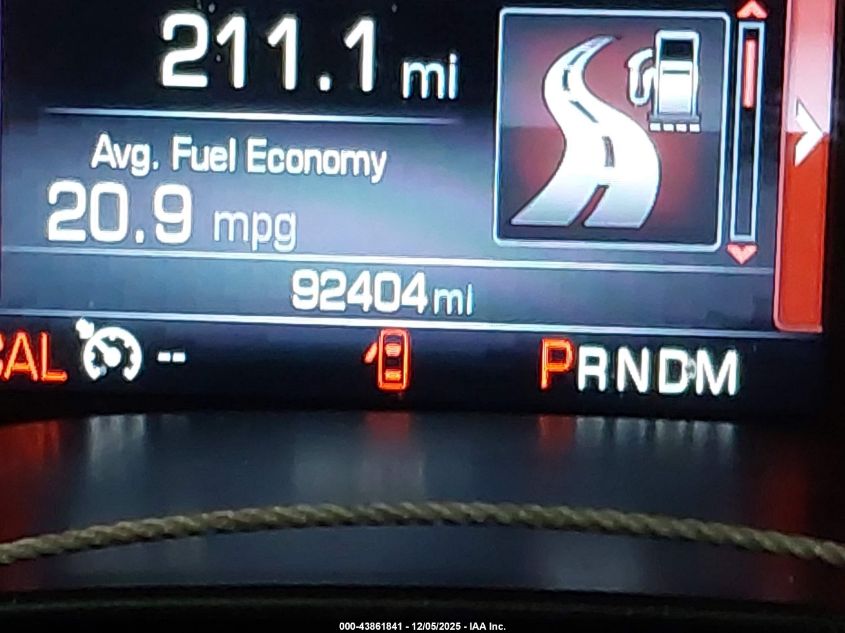 211.1 mi
Avg. Fuel Economy
20.9 mpg
92404 mi
CAL --
PRNDM
000-43861841 - 12/05/2025 - IAA Inc.